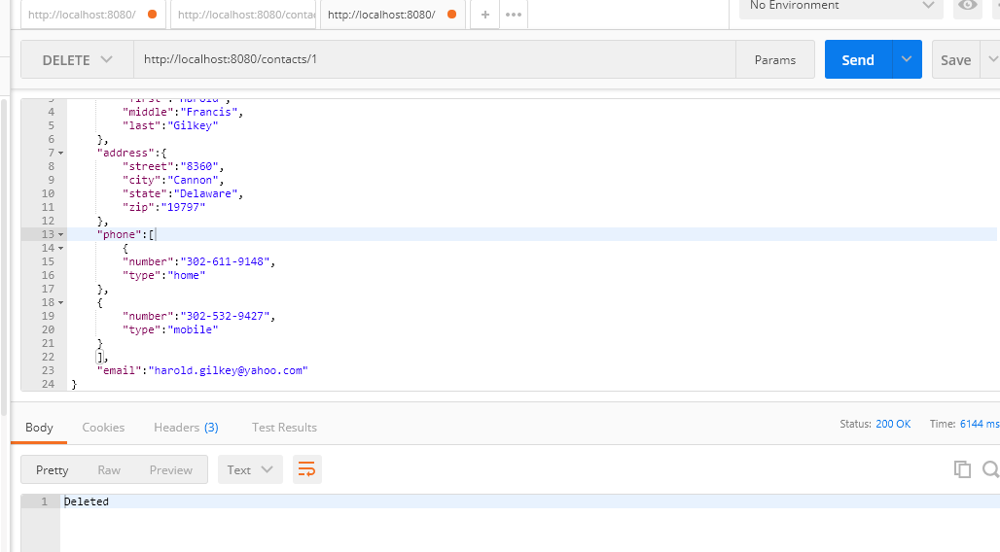 http://localhost:8080/
http://localhost:8080/contac
http://localhost:8080/
No Environment
DELETE
http://localhost:8080/contacts/1
Params
Send
Save
3 "first":"Harold",
4 "middle":"Francis",
5 "last":"Gilkey"
6 },
7 "address":{
8 "street":"8360",
9 "city":"Cannon",
10 "state":"Delaware",
11 "zip":"19797"
12 },
13 "phone":[
14 {
15 "number":"302-611-9148",
16 "type":"home"
17 },
18 {
19 "number":"302-532-9427",
20 "type":"mobile"
21 }
22 ],
23 "email":"harold.gilkey@yahoo.com"
24 }
Body Cookies Headers (3) Test Results Status: 200 OK Time: 6144 ms
Pretty Raw Preview Text
1 Deleted